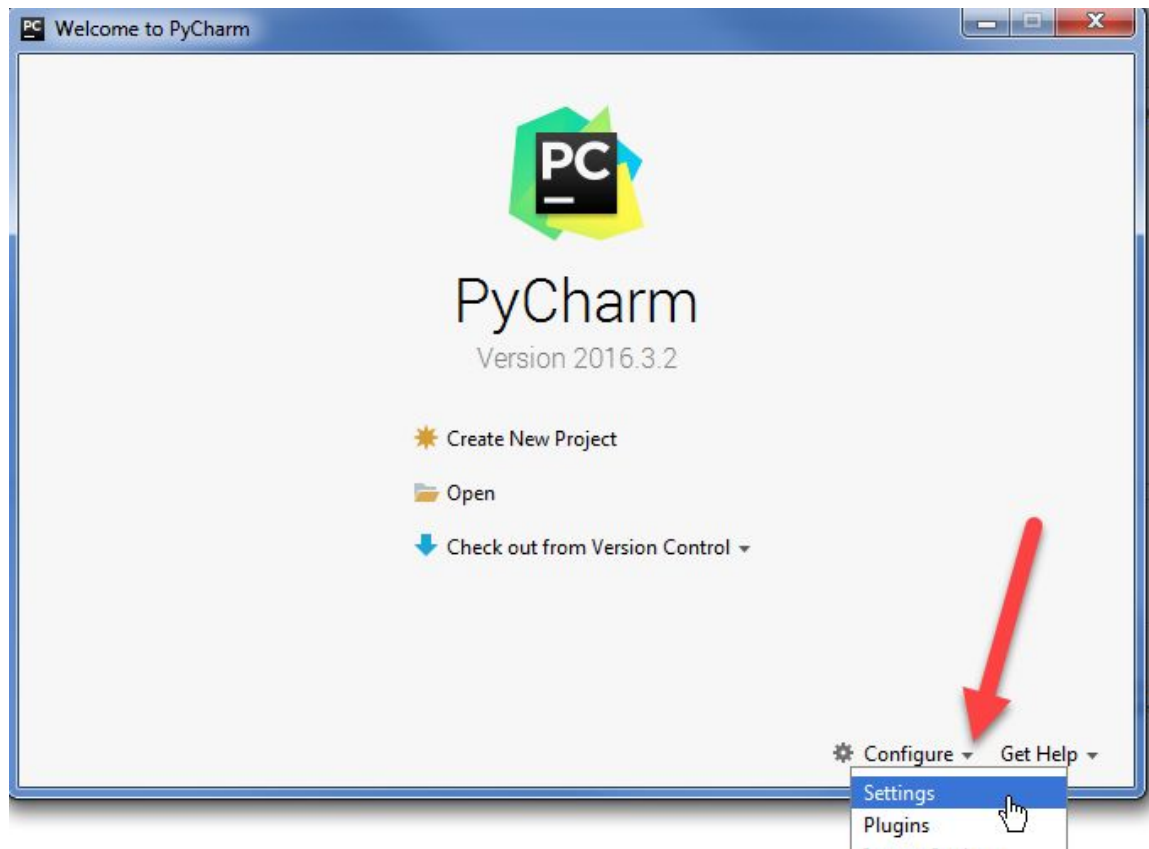 PC Welcome to PyCharm
PC
PyCharm
Version 2016.3.2
Create New Project
Open
Check out from Version Control
Configure Get Help
Settings
Plugins